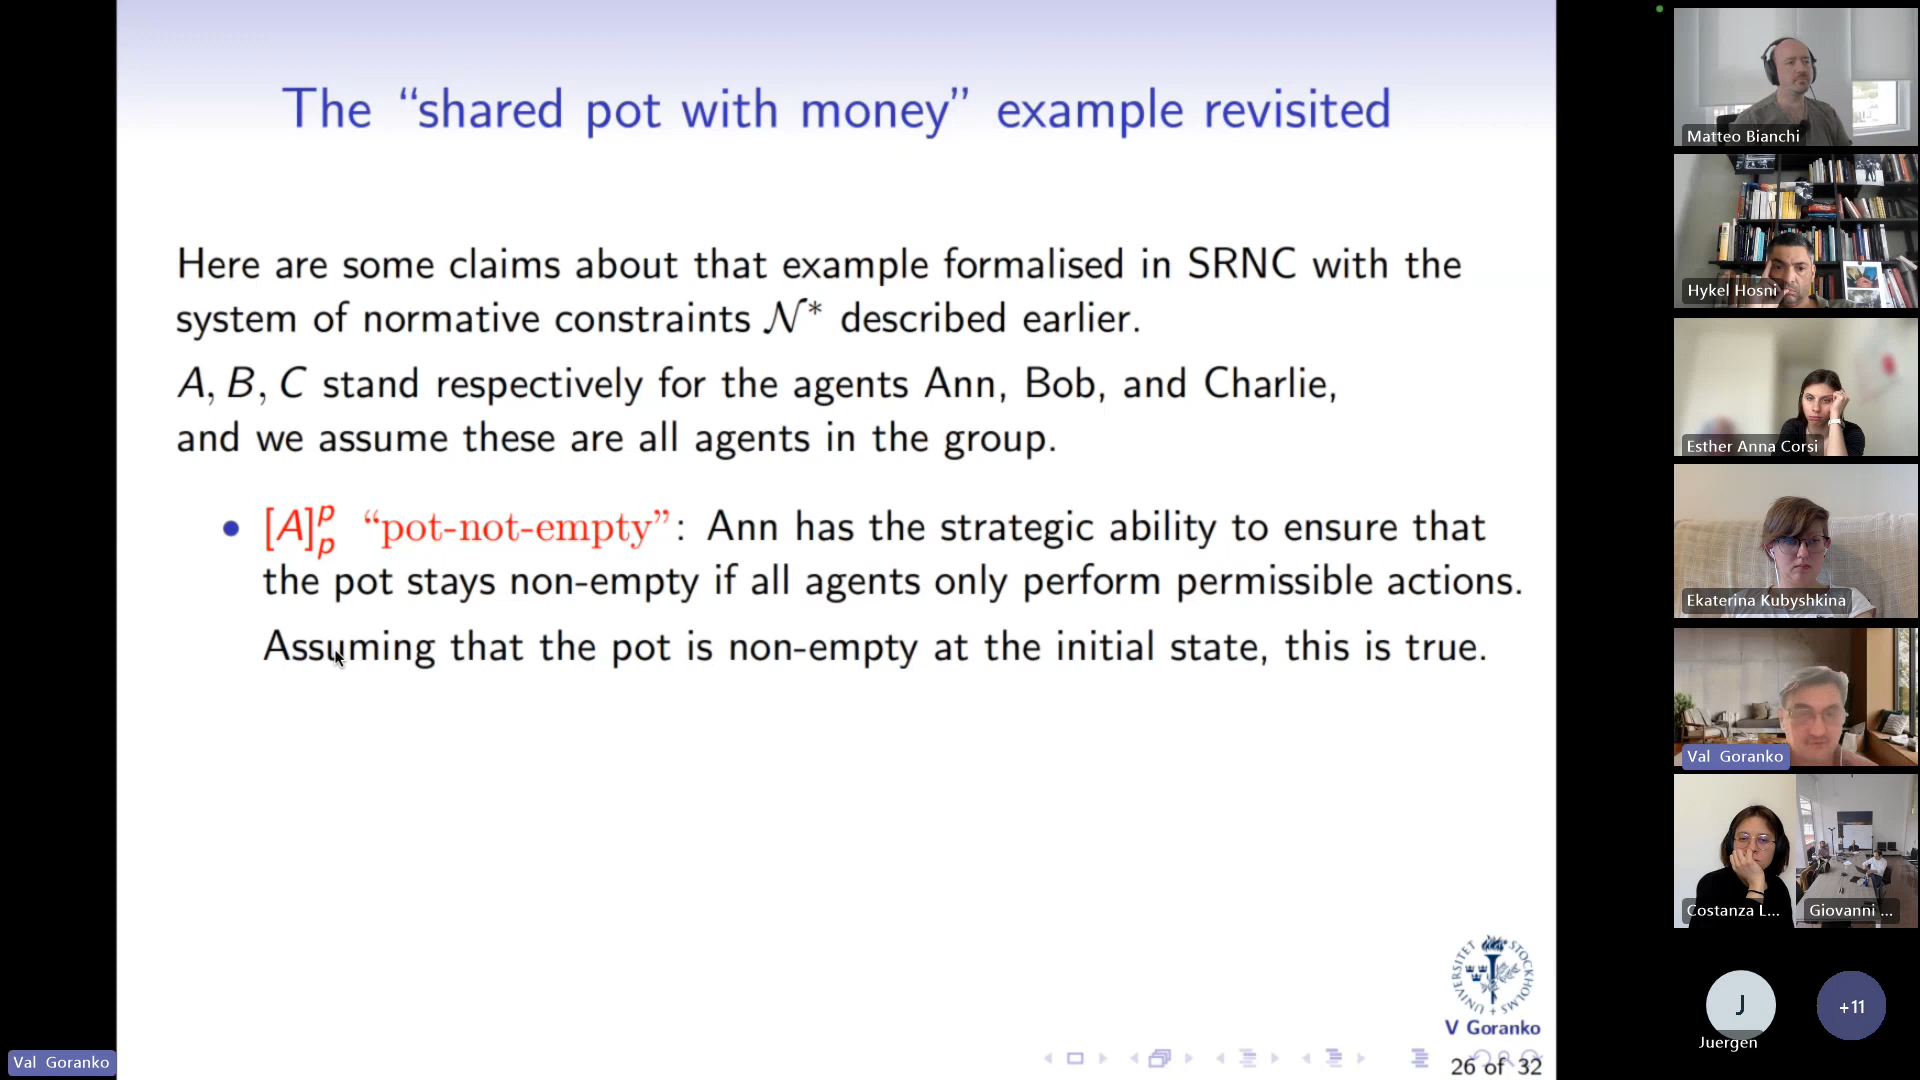 The “shared pot with money” example revisited
Here are some claims about that example formalised in SRNC with the
system of normative constraints 𝒩* described earlier.
A, B, C stand respectively for the agents Ann, Bob, and Charlie,
and we assume these are all agents in the group.
• [A]ᵖₚ “pot-not-empty”: Ann has the strategic ability to ensure that
the pot stays non-empty if all agents only perform permissible actions.
Assuming that the pot is non-empty at the initial state, this is true.
STOCKHOLMS UNIVERSITET
V Goranko
26 of 32
Val Goranko
Matteo Bianchi
Hykel Hosni
Esther Anna Corsi
Ekaterina Kubyshkina
Val Goranko
Costanza L...
Giovanni ...
J
Juergen
+11